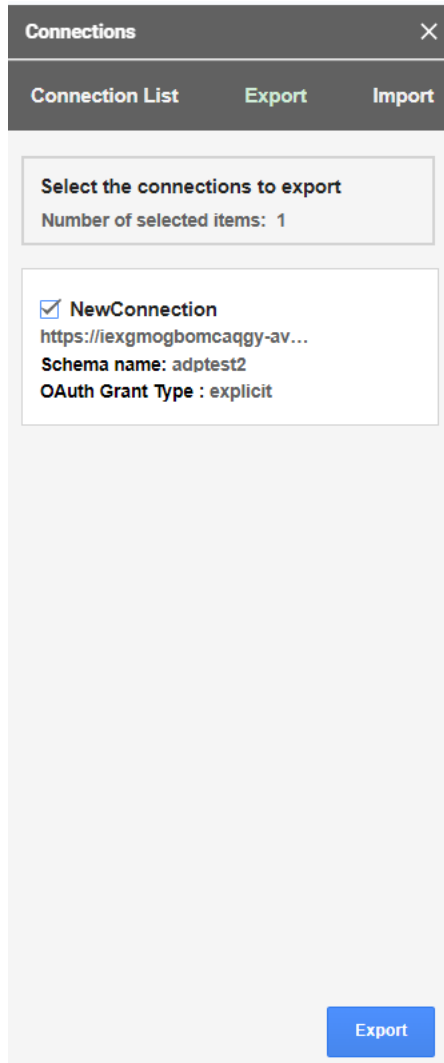 Connections
Connection List Export Import
Select the connections to export
Number of selected items: 1
NewConnection
https://iexgmogbomcaqgy-av...
Schema name: adptest2
OAuth Grant Type : explicit
Export